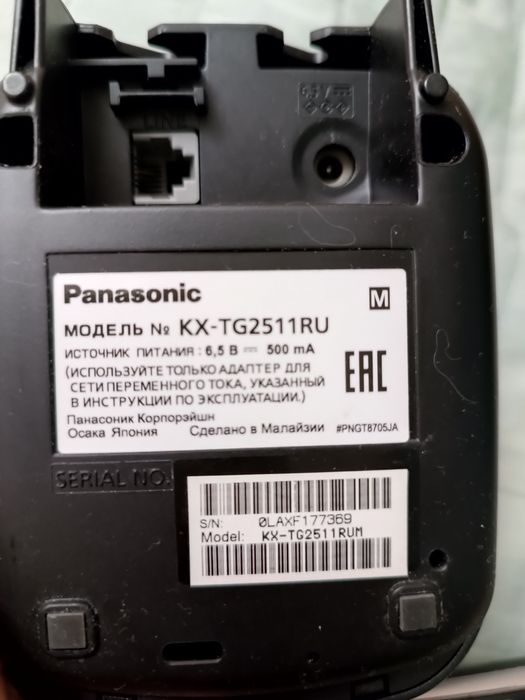 LINE
6.5V
Panasonic
M
МОДЕЛЬ № KX-TG2511RU
ИСТОЧНИК ПИТАНИЯ : 6,5 В 500 mA
(ИСПОЛЬЗУЙТЕ ТОЛЬКО АДАПТЕР ДЛЯ
СЕТИ ПЕРЕМЕННОГО ТОКА, УКАЗАННЫЙ
В ИНСТРУКЦИИ ПО ЭКСПЛУАТАЦИИ.)
EAC
Панасоник Корпорэйшн
Осака Япония Сделано в Малайзии #PNGT8705JA
SERIAL NO.
S/N: 0LAXF177369
Model: KX-TG2511RUM